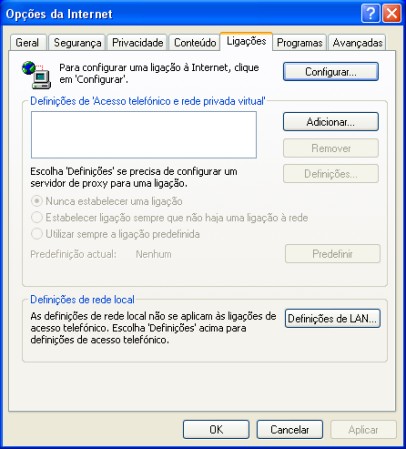 Opções da Internet
Geral Segurança Privacidade Conteúdo Ligações Programas Avançadas
Para configurar uma ligação à Internet, clique
em 'Configurar'.
Configurar...
Definições de 'Acesso telefónico e rede privada virtual'
Adicionar...
Remover
Escolha 'Definições' se precisa de configurar um
servidor de proxy para uma ligação.
Definições...
Nunca estabelecer uma ligação
Estabelecer ligação sempre que não haja uma ligação à rede
Utilizar sempre a ligação predefinida
Predefinição actual: Nenhum
Predefinir
Definições de rede local
As definições de rede local não se aplicam às ligações de
acesso telefónico. Escolha 'Definições' acima para
definições de acesso telefónico.
Definições de LAN...
OK Cancelar Aplicar